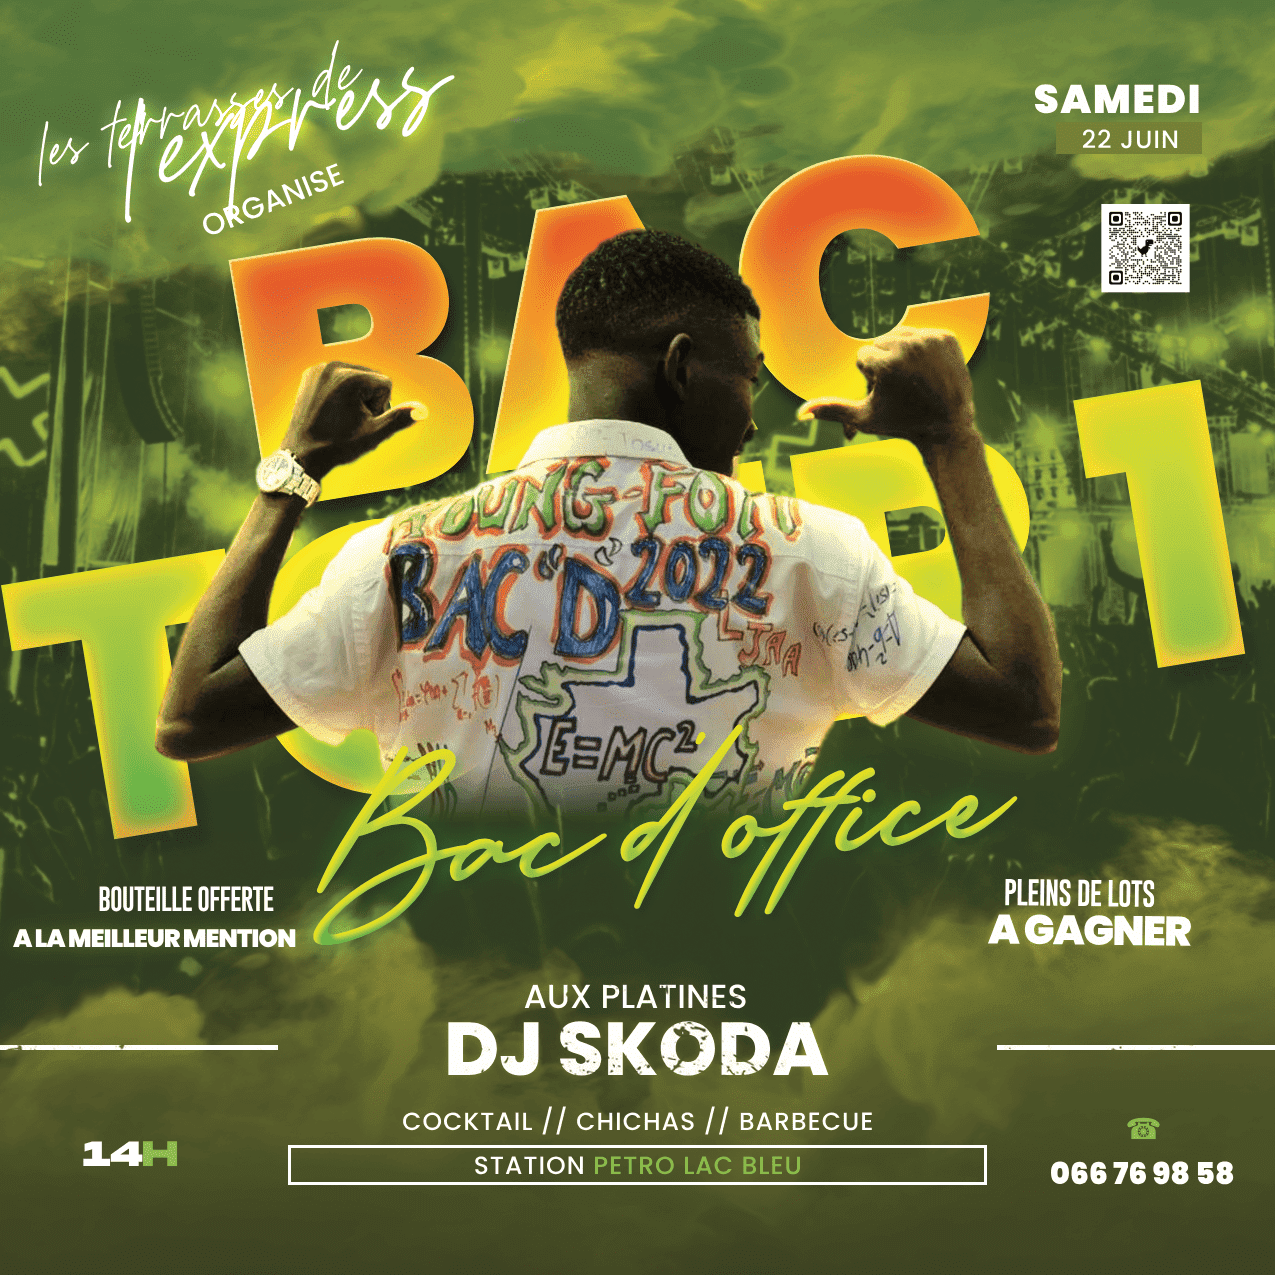 les terrasses de
l'express
ORGANISE
SAMEDI
22 JUIN
BAC
TOUR 1
YOUNG-FOY
BAC "D" 2022
LJAA
E=MC²
Bac d'office
BOUTEILLE OFFERTE
A LA MEILLEUR MENTION
PLEINS DE LOTS
A GAGNER
AUX PLATINES
DJ SKODA
COCKTAIL // CHICHAS // BARBECUE
14H
STATION PETRO LAC BLEU
066 76 98 58